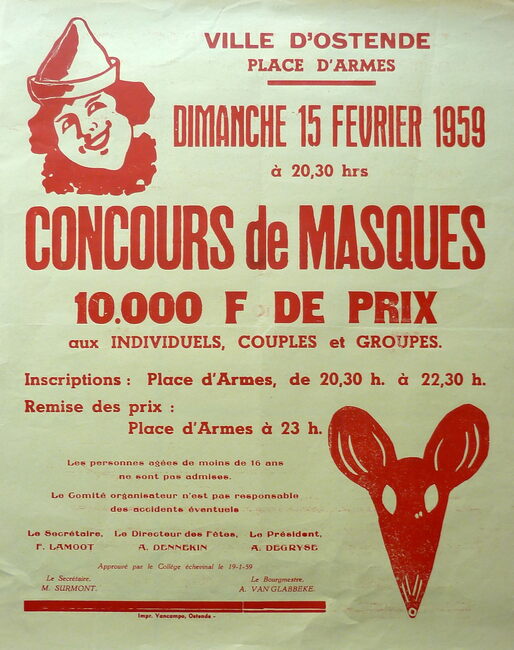 VILLE D'OSTENDE
PLACE D'ARMES
DIMANCHE 15 FEVRIER 1959
à 20,30 hrs
CONCOURS de MASQUES
10.000 F DE PRIX
aux INDIVIDUELS, COUPLES et GROUPES.
Inscriptions : Place d'Armes, de 20,30 h. à 22,30 h.
Remise des prix :
Place d'Armes à 23 h.
Les personnes agées de moins de 16 ans
ne sont pas admises.
Le Comité organisateur n'est pas responsable
des accidents éventuels
Le Secrétaire, Le Directeur des Fêtes, Le Président,
F. LAMOOT A. DENNEKIN A. DEGRYSE
Approuvé par le Collège échevinal le 19-1-59
Le Secrétaire, Le Bourgmestre,
M. SURMONT. A. VAN GLABBEKE.
Impr. Vancampo, Ostende -